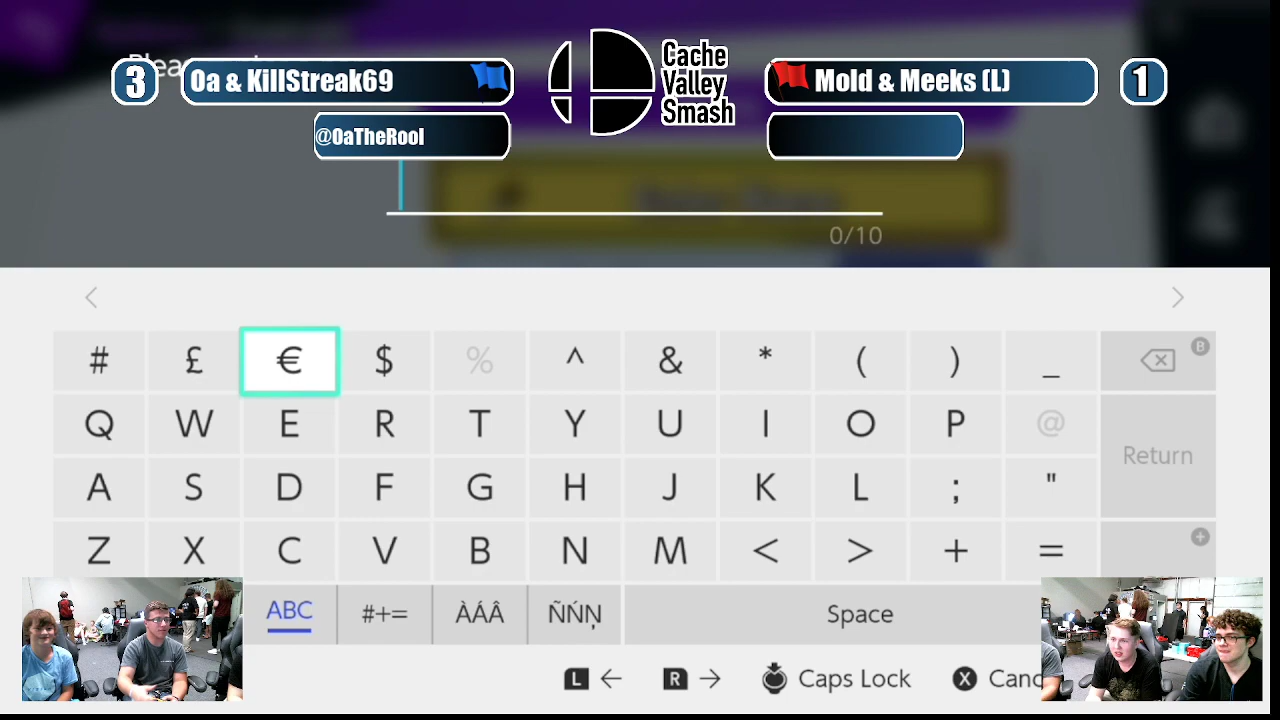 3
Oa & KillStreak69
Cache
Valley
Smash
Mold & Meeks (L)
1
@OaTheRool
0/10
# £ € $ % ^ & * ( ) _
B
Q W E R T Y U I O P @
Return
A S D F G H J K L ; "
Z X C V B N M < > + =
+
ABC #+= ÀÁÂ ÑŃŅ Space
L ← R → Caps Lock X Canc